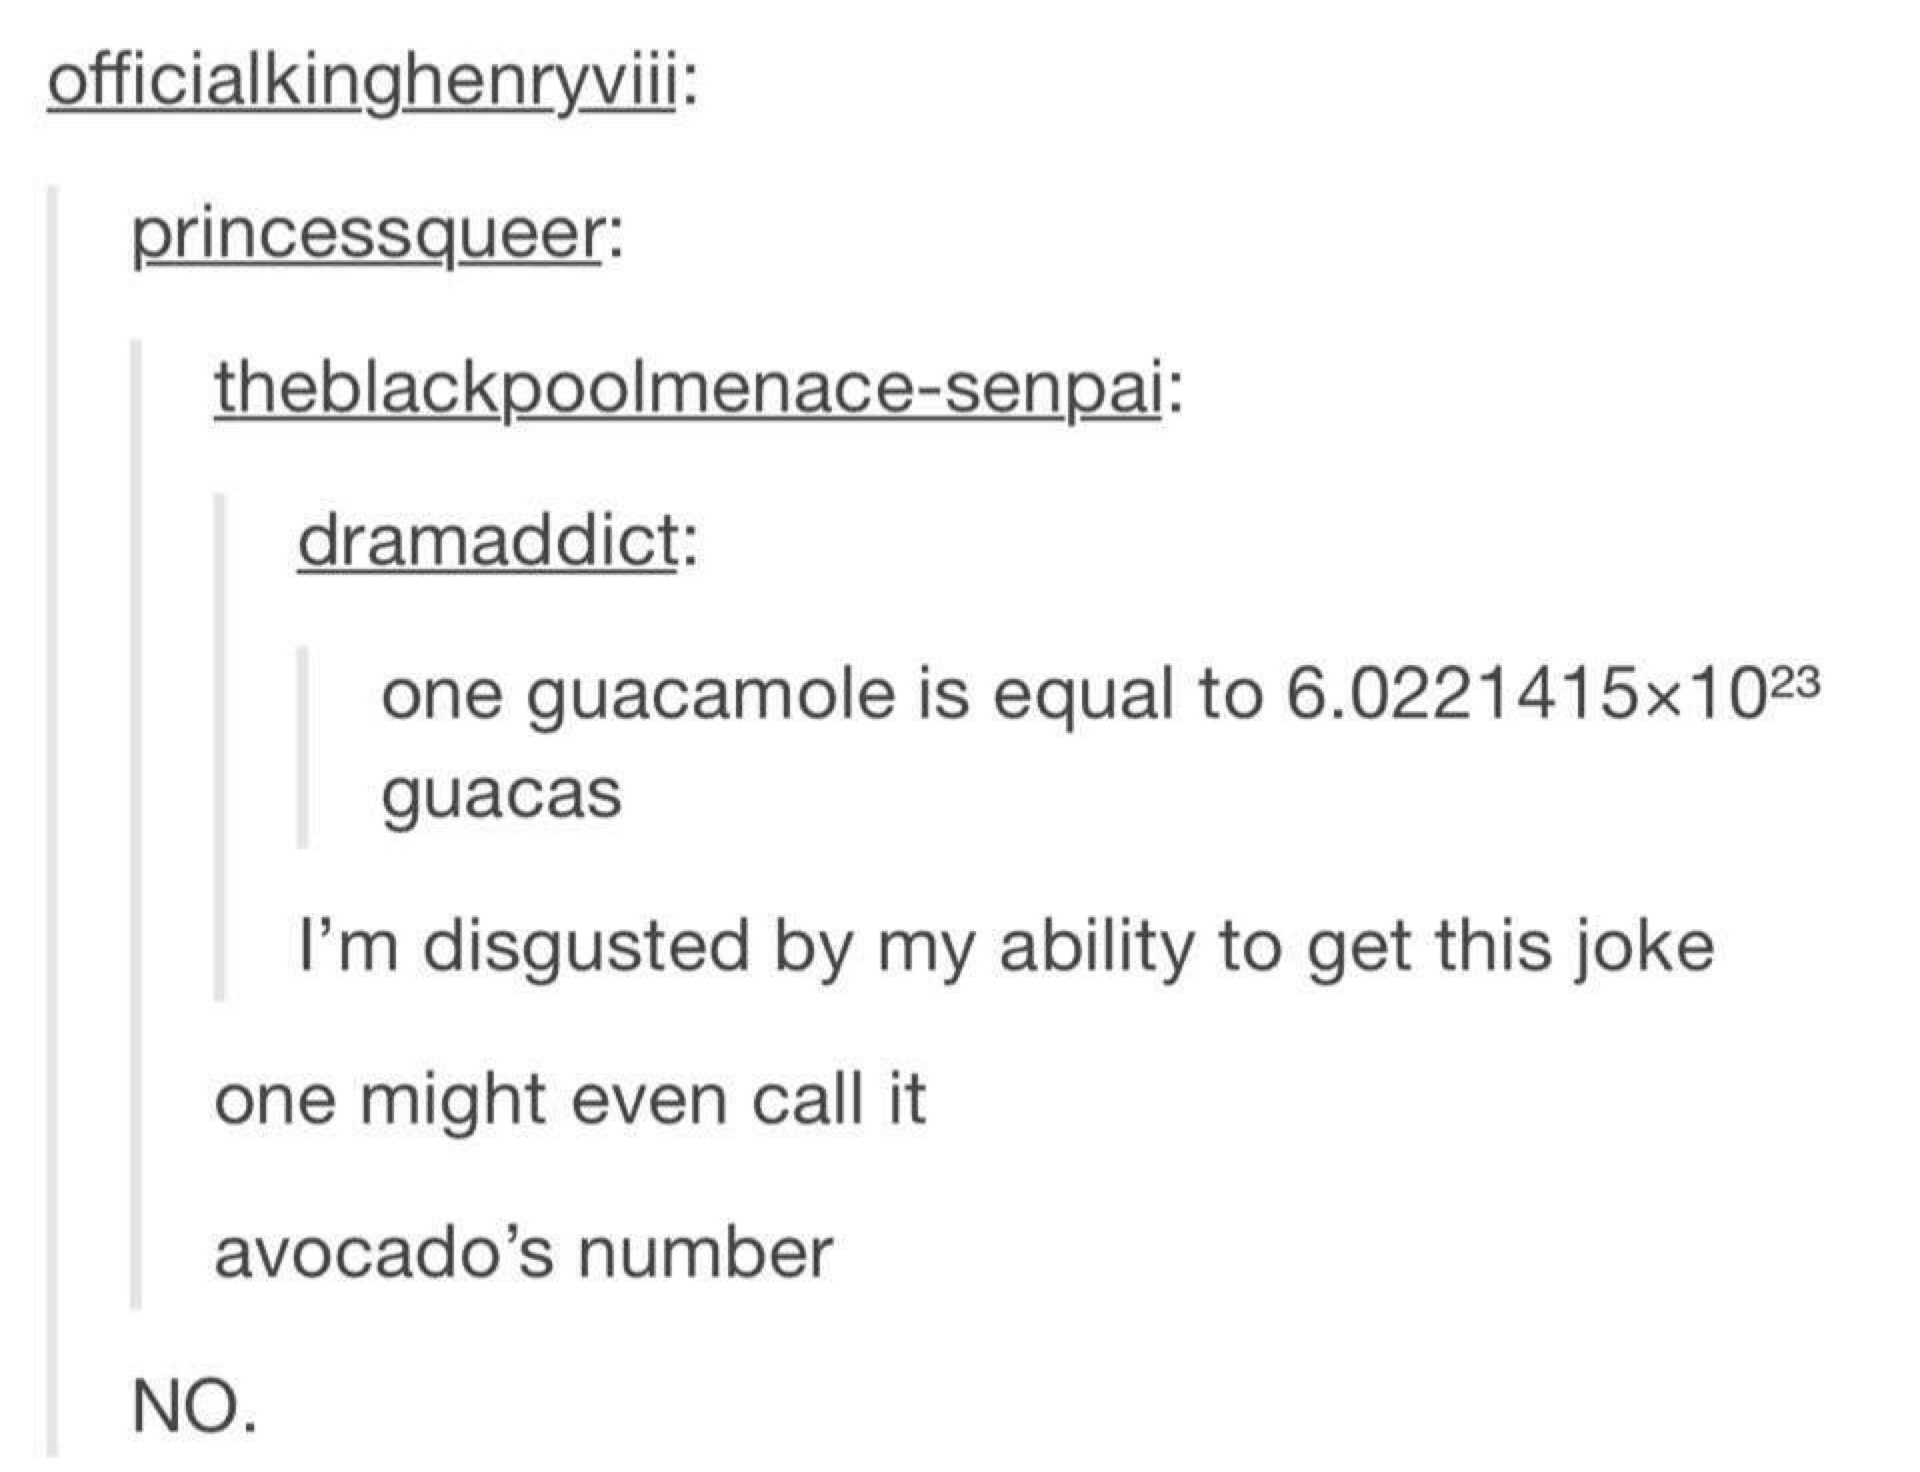 officialkinghenryviii:
princessqueer:
theblackpoolmenace-senpai:
dramaddict:
one guacamole is equal to 6.0221415×10²³
guacas
I’m disgusted by my ability to get this joke
one might even call it
avocado’s number
NO.